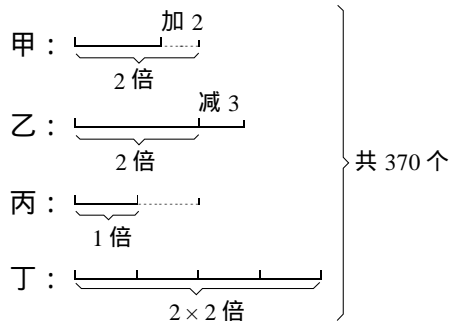 加 2
甲：
2 倍
减 3
乙：
2 倍
共 370 个
丙：
1 倍
丁：
2 × 2 倍